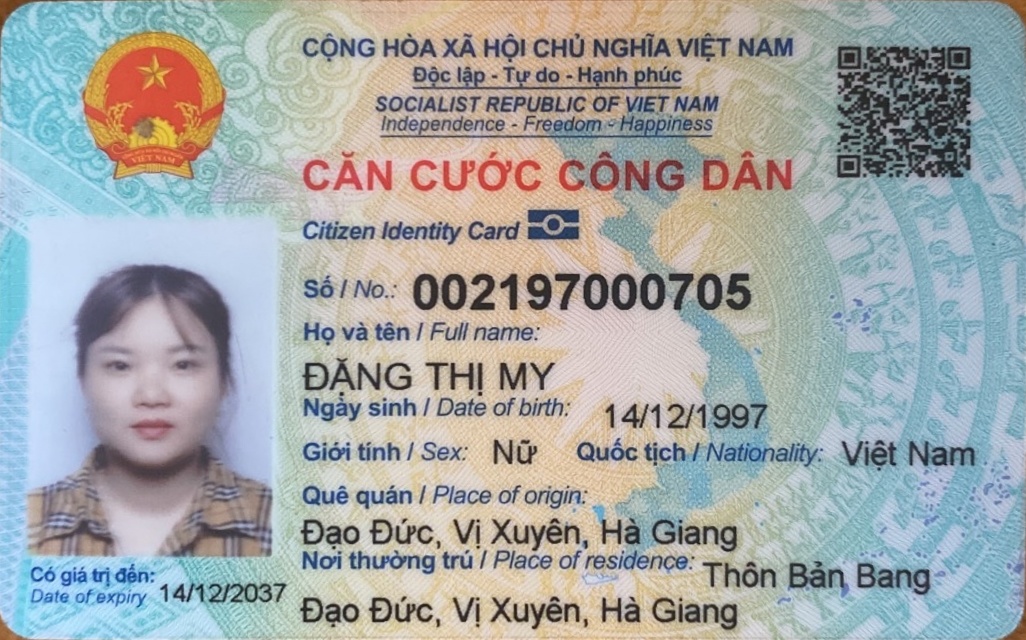 CỘNG HÒA XÃ HỘI CHỦ NGHĨA VIỆT NAM
Độc lập - Tự do - Hạnh phúc
SOCIALIST REPUBLIC OF VIET NAM
Independence - Freedom - Happiness
CĂN CƯỚC CÔNG DÂN
Citizen Identity Card
VIỆT NAM
Số / No.: 002197000705
Họ và tên / Full name:
ĐẶNG THỊ MY
Ngày sinh / Date of birth: 14/12/1997
Giới tính / Sex: Nữ Quốc tịch / Nationality: Việt Nam
Quê quán / Place of origin:
Đạo Đức, Vị Xuyên, Hà Giang
Nơi thường trú / Place of residence: Thôn Bản Bang
Đạo Đức, Vị Xuyên, Hà Giang
Có giá trị đến: 14/12/2037
Date of expiry